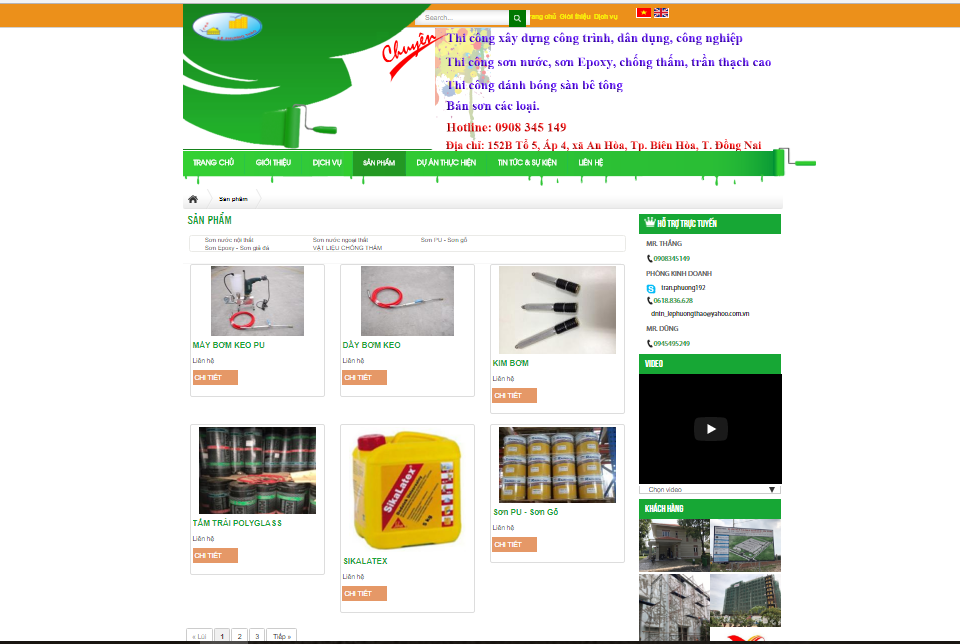 Search...
Trang chủ Giới thiệu Dịch vụ
Chuyên
Thi công xây dựng công trình, dân dụng, công nghiệp
Thi công sơn nước, sơn Epoxy, chống thấm, trần thạch cao
Thi công đánh bóng sàn bê tông
Bán sơn các loại.
Hotline: 0908 345 149
Địa chỉ: 152B Tổ 5, Ấp 4, xã An Hòa, Tp. Biên Hòa, T. Đồng Nai
TRANG CHỦ GIỚI THIỆU DỊCH VỤ SẢN PHẨM DỰ ÁN THỰC HIỆN TIN TỨC & SỰ KIỆN LIÊN HỆ
Sản phẩm
SẢN PHẨM
Sơn nước nội thất Sơn nước ngoại thất Sơn PU - Sơn gỗ
Sơn Epoxy - Sơn giả đá VẬT LIỆU CHỐNG THẤM
MÁY BƠM KEO PU
Liên hệ
CHI TIẾT
DÂY BƠM KEO
Liên hệ
CHI TIẾT
KIM BƠM
Liên hệ
CHI TIẾT
TẤM TRẢI POLYGLASS
Liên hệ
CHI TIẾT
SikaLatex
5 kg
SIKALATEX
Liên hệ
CHI TIẾT
Sơn PU - Sơn Gỗ
Liên hệ
CHI TIẾT
« Lùi 1 2 3 Tiếp »
HỖ TRỢ TRỰC TUYẾN
MR. THẮNG
0908345149
PHÒNG KINH DOANH
tran.phuong192
0618.836.628
dntn_lephuongthao@yahoo.com.vn
MR. DŨNG
0945495249
VIDEO
Chọn video
KHÁCH HÀNG